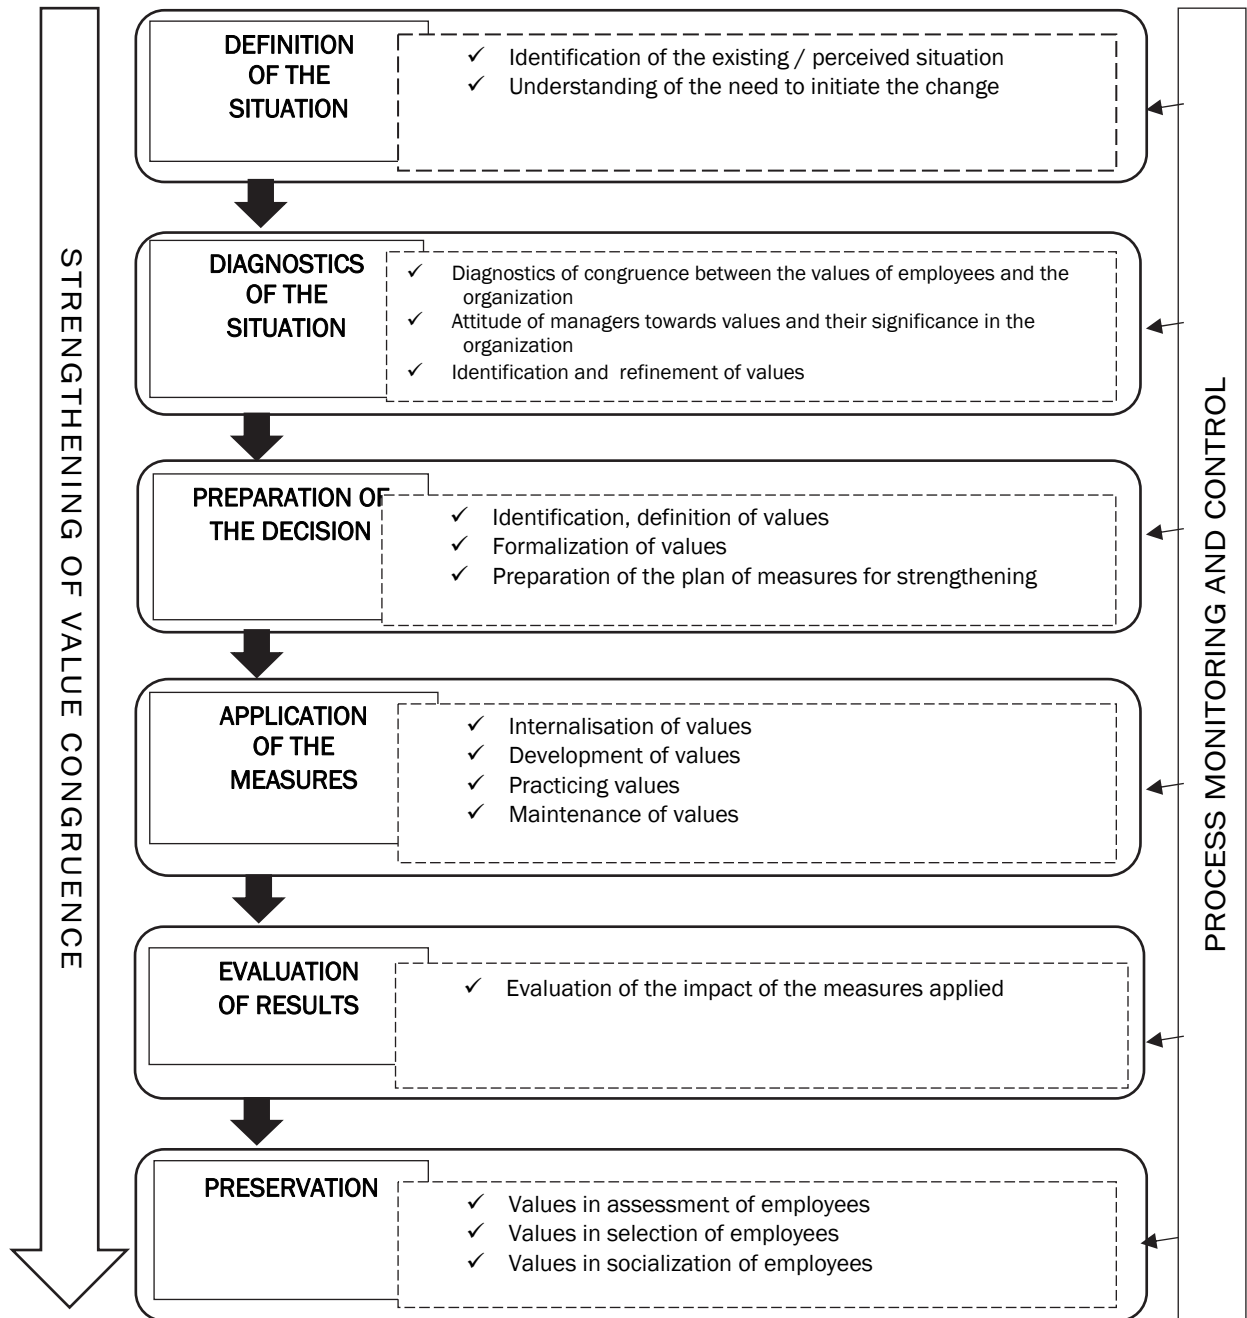 DEFINITION
OF THE
SITUATION
✓ Identification of the existing / perceived situation
✓ Understanding of the need to initiate the change
DIAGNOSTICS
OF THE
SITUATION
✓ Diagnostics of congruence between the values of employees and the
organization
✓ Attitude of managers towards values and their significance in the
organization
✓ Identification and refinement of values
PREPARATION OF
THE DECISION
✓ Identification, definition of values
✓ Formalization of values
✓ Preparation of the plan of measures for strengthening
APPLICATION
OF THE
MEASURES
✓ Internalisation of values
✓ Development of values
✓ Practicing values
✓ Maintenance of values
EVALUATION
OF RESULTS
✓ Evaluation of the impact of the measures applied
PRESERVATION
✓ Values in assessment of employees
✓ Values in selection of employees
✓ Values in socialization of employees
STRENGTHENING OF VALUE CONGRUENCE
PROCESS MONITORING AND CONTROL